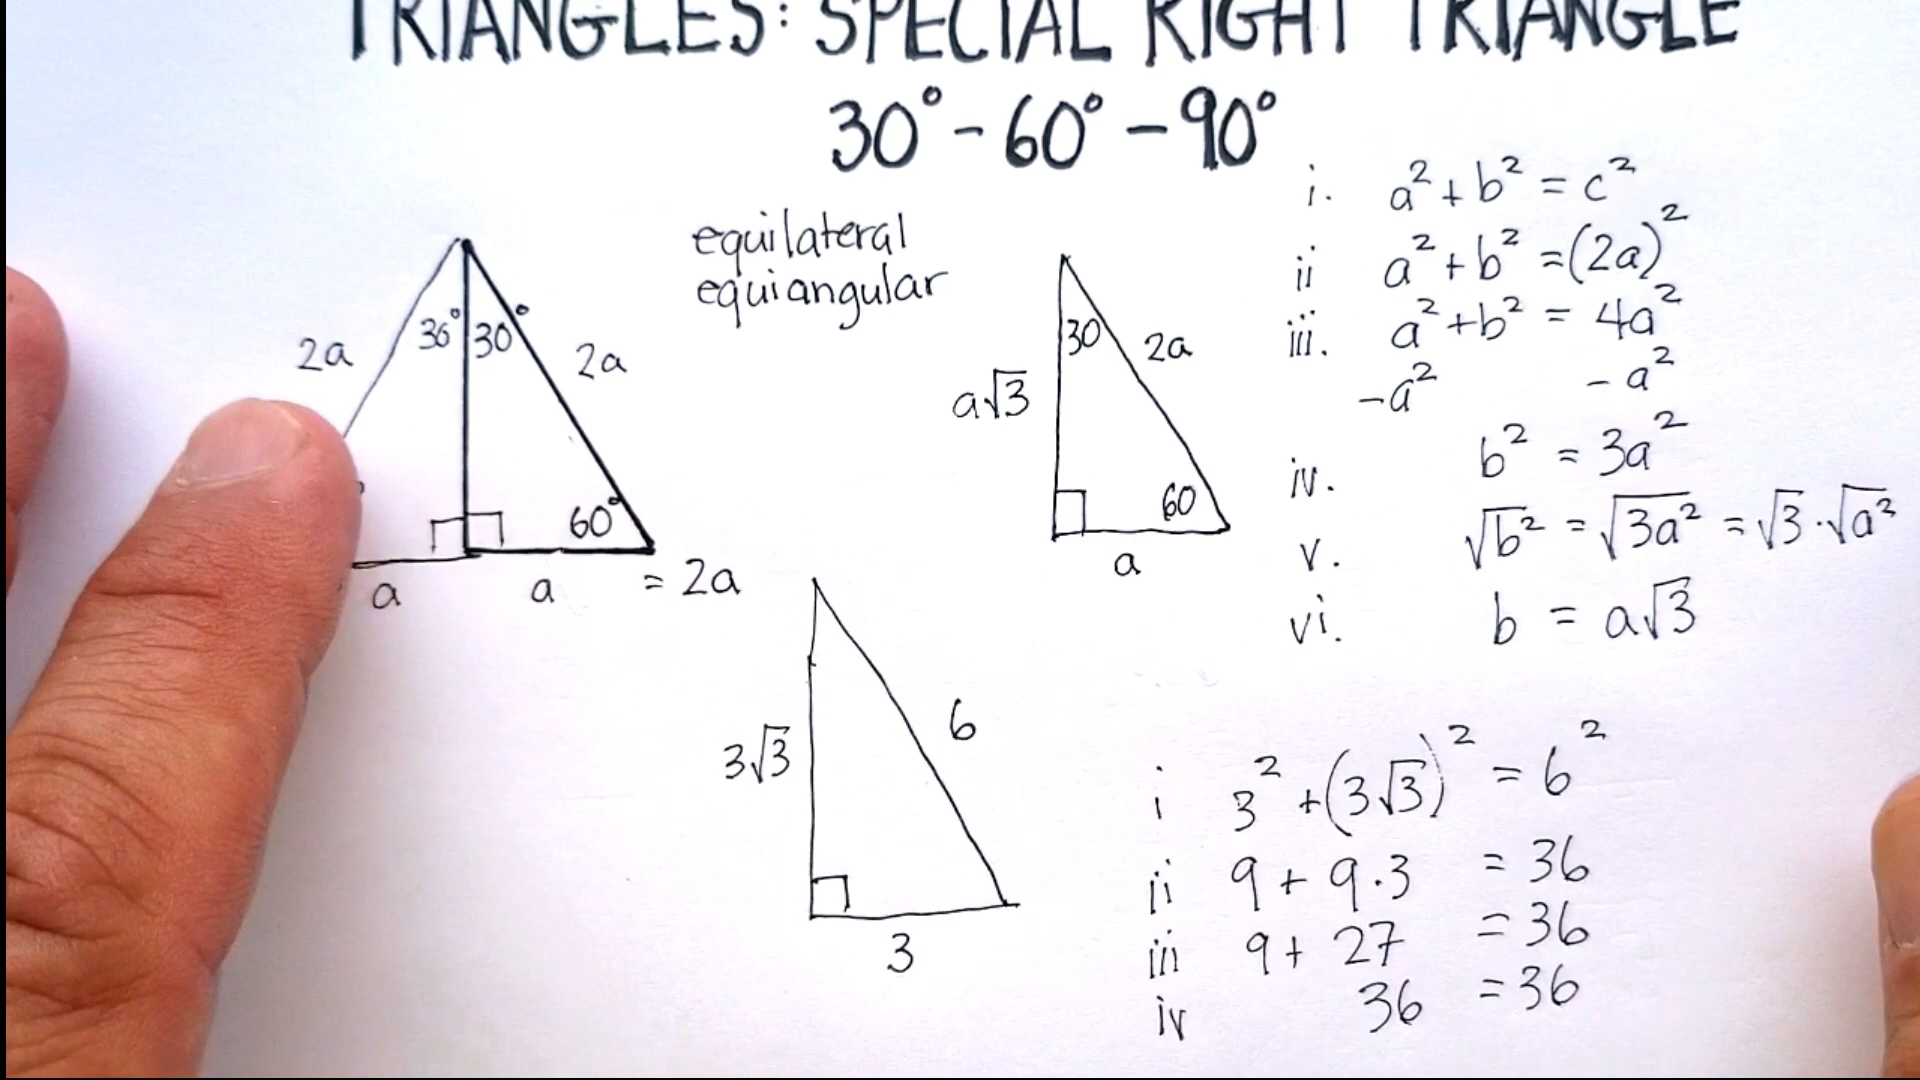 TRIANGLES: SPECIAL RIGHT TRIANGLE
30° - 60° - 90°
equilateral
equiangular
2a
30° 30°
2a
60°
a
a
= 2a
30
2a
a√3
60
a
i. a² + b² = c²
ii a² + b² = (2a)²
iii. a² + b² = 4a²
-a² - a²
iv. b² = 3a²
v. √b² = √3a² = √3 · √a²
vi. b = a√3
3√3
6
3
i 3² + (3√3)² = 6²
ii 9 + 9.3 = 36
iii 9 + 27 = 36
iv 36 = 36